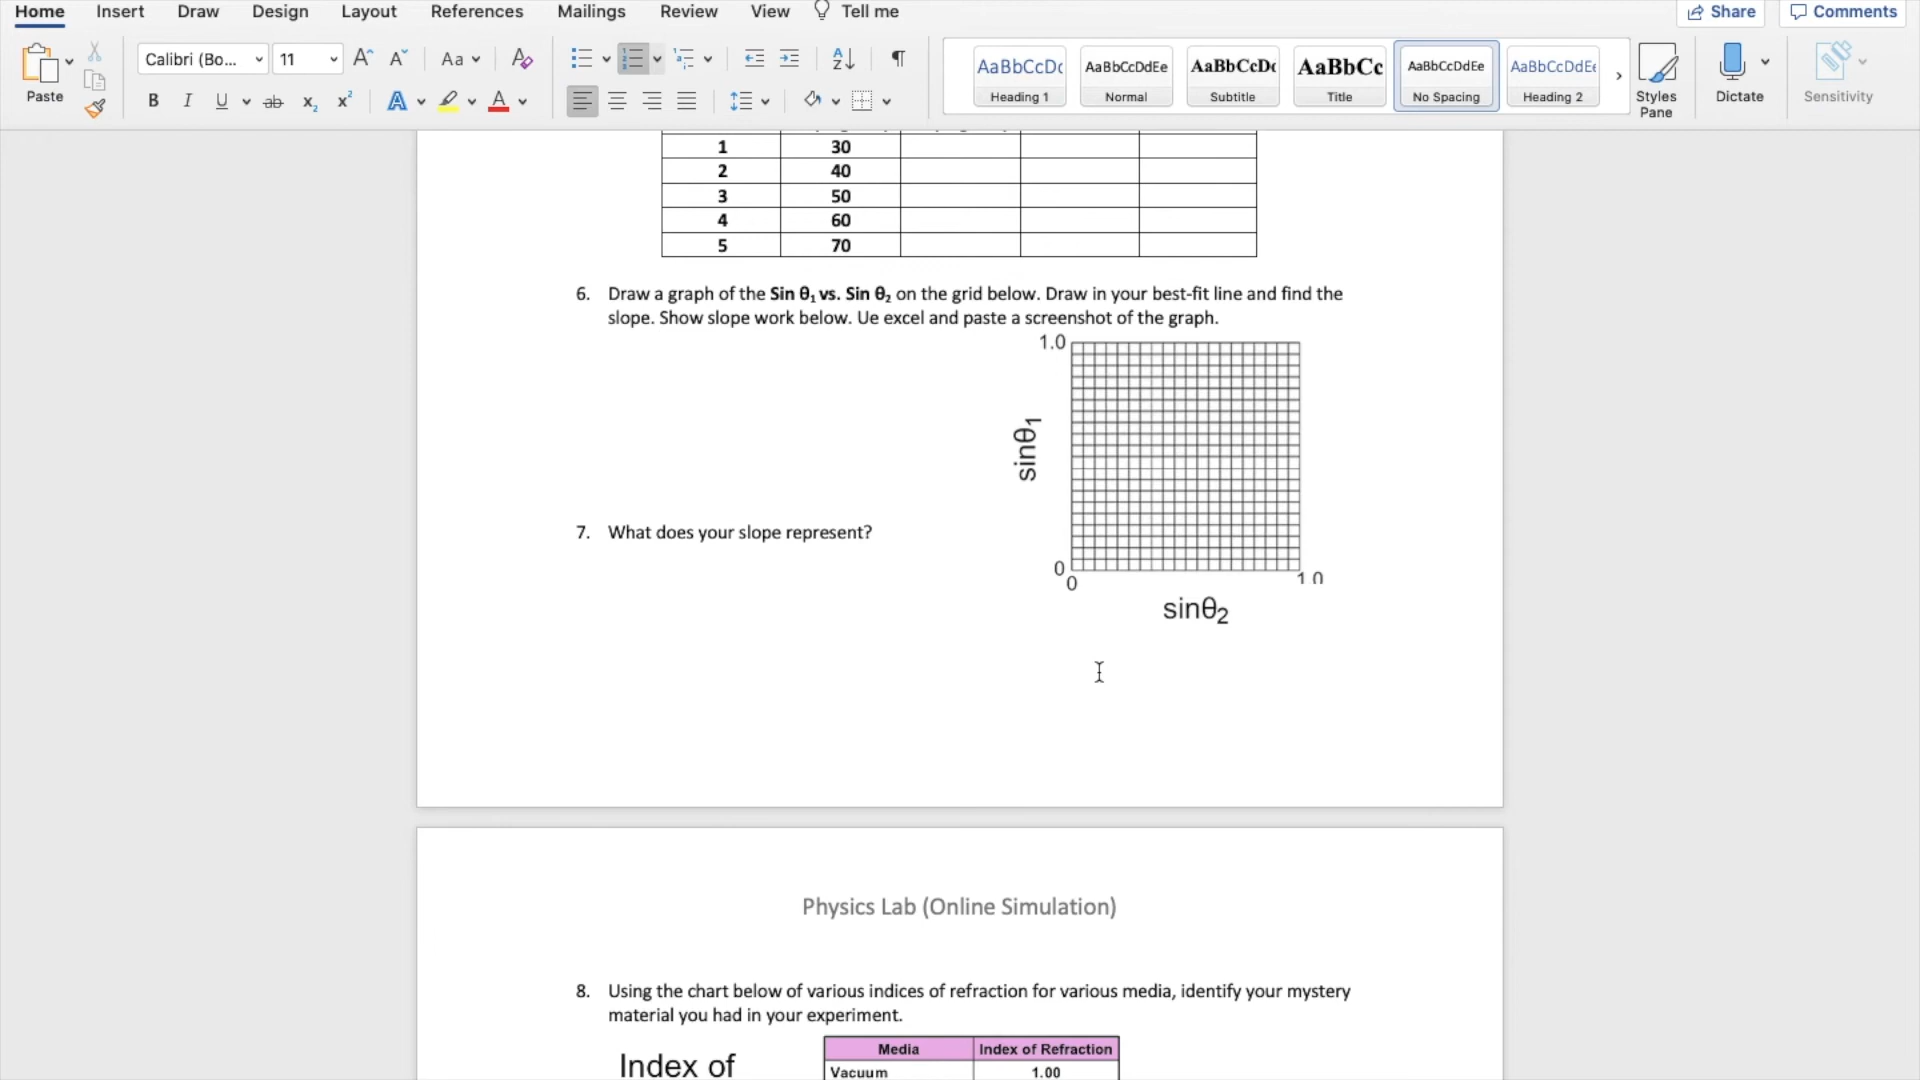 Home Insert Draw Design Layout References Mailings Review View Tell me Share Comments
Paste
Calibri (Bo... 11
Aa
B I U ab x2 x2 A A
AaBbCcDc AaBbCcDdEe AaBbCcDc AaBbCc AaBbCcDdEe AaBbCcDdEe
Heading 1 Normal Subtitle Title No Spacing Heading 2
Styles Pane
Dictate
Sensitivity
1 30
2 40
3 50
4 60
5 70
6. Draw a graph of the Sin θ₁ vs. Sin θ₂ on the grid below. Draw in your best-fit line and find the
slope. Show slope work below. Ue excel and paste a screenshot of the graph.
1.0
sinθ₁
7. What does your slope represent?
0
0 1.0
sinθ₂
Physics Lab (Online Simulation)
8. Using the chart below of various indices of refraction for various media, identify your mystery
material you had in your experiment.
Index of
Media Index of Refraction
Vacuum 1.00